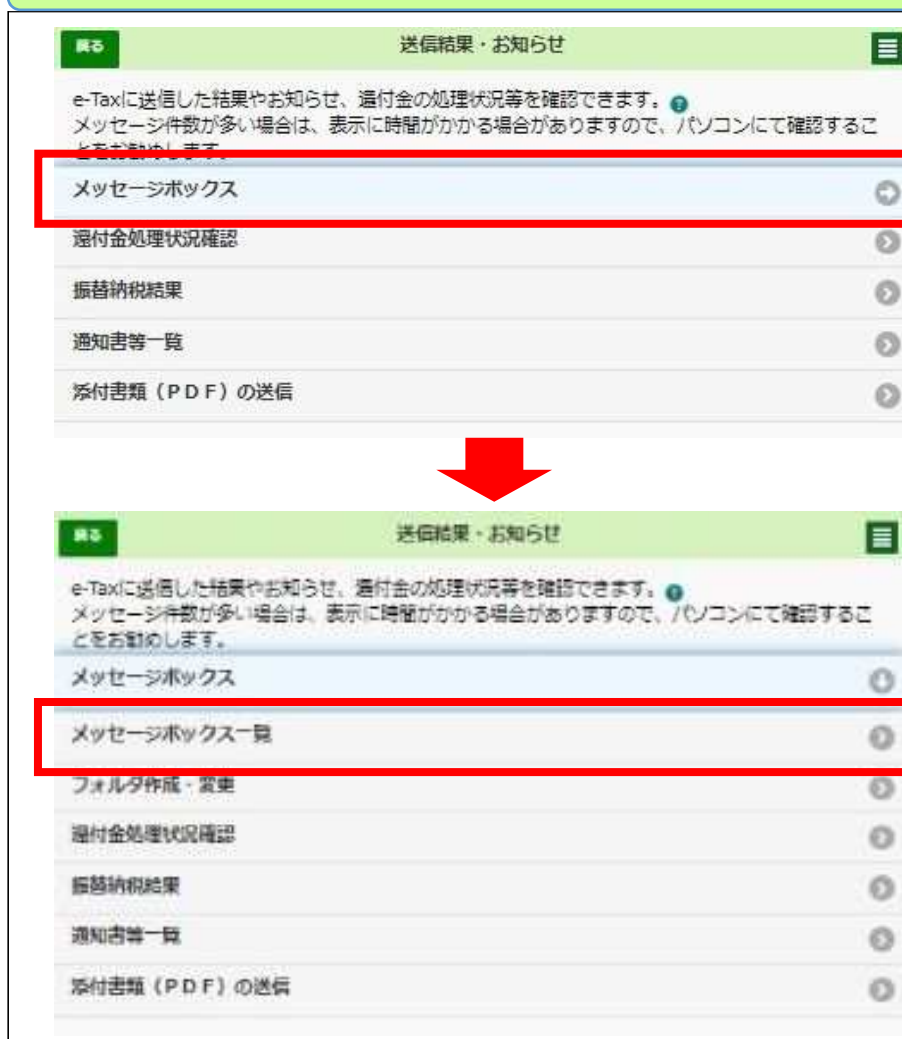 戻る
送信結果・お知らせ
e-Taxに送信した結果やお知らせ、還付金の処理状況等を確認できます。
メッセージ件数が多い場合は、表示に時間がかかる場合がありますので、パソコンにて確認するこ
とをお勧めします。
メッセージボックス
還付金処理状況確認
振替納税結果
通知書等一覧
添付書類（ＰＤＦ）の送信
戻る
送信結果・お知らせ
e-Taxに送信した結果やお知らせ、還付金の処理状況等を確認できます。
メッセージ件数が多い場合は、表示に時間がかかる場合がありますので、パソコンにて確認するこ
とをお勧めします。
メッセージボックス
メッセージボックス一覧
フォルダ作成・変更
還付金処理状況確認
振替納税結果
通知書等一覧
添付書類（ＰＤＦ）の送信